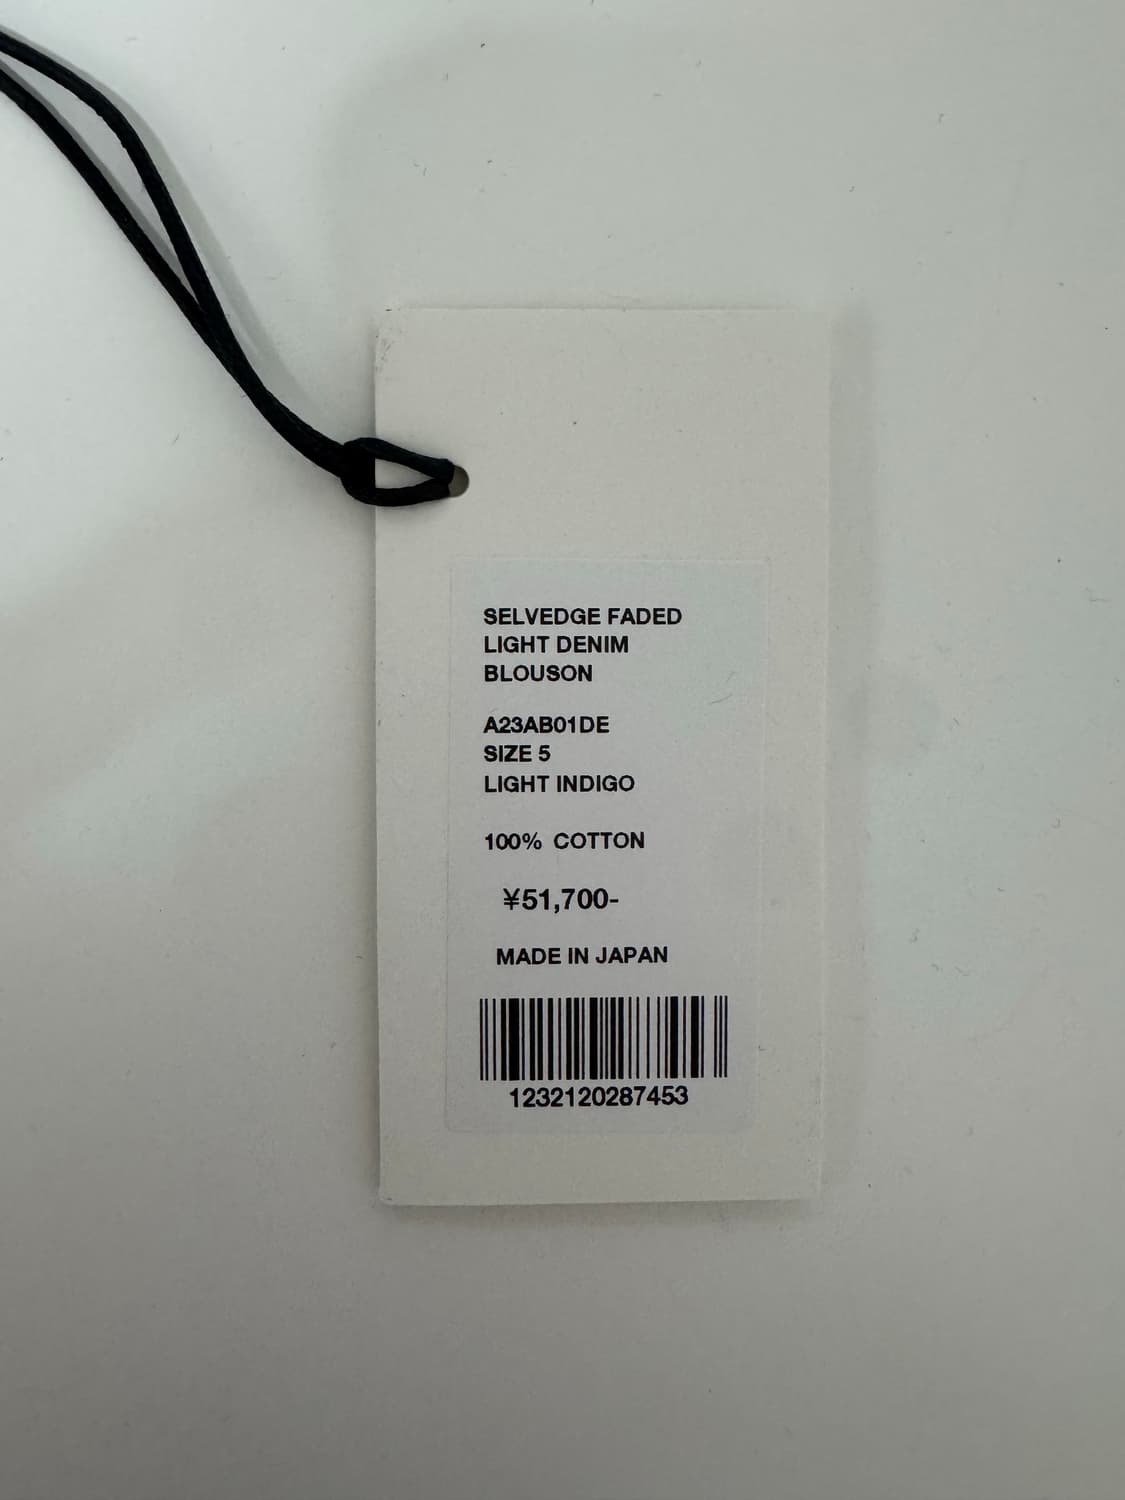 SELVEDGE FADED
LIGHT DENIM
BLOUSON
A23AB01DE
SIZE 5
LIGHT INDIGO
100% COTTON
¥51,700-
MADE IN JAPAN
1232120287453